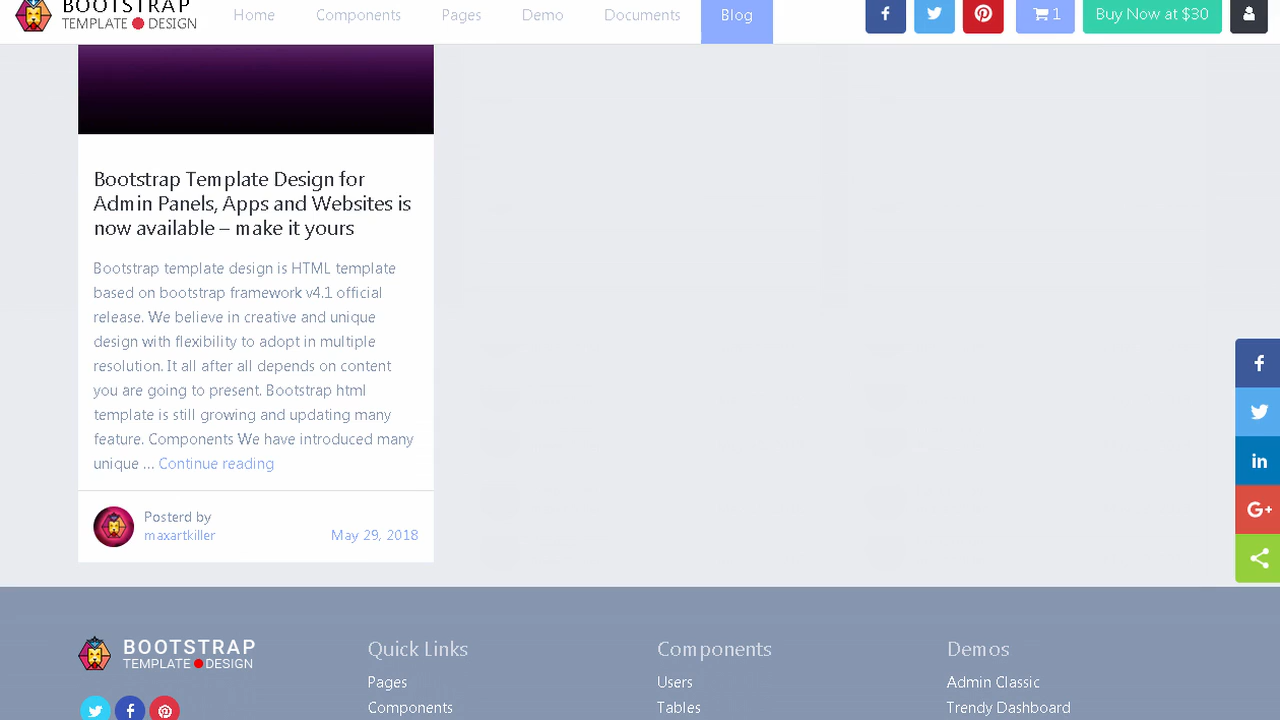 BOOTSTRAP
TEMPLATE DESIGN
Home
Components
Pages
Demo
Documents
Blog
1
Buy Now at $30
Bootstrap Template Design for
Admin Panels, Apps and Websites is
now available – make it yours
Bootstrap template design is HTML template
based on bootstrap framework v4.1 official
release. We believe in creative and unique
design with flexibility to adopt in multiple
resolution. It all after all depends on content
you are going to present. Bootstrap html
template is still growing and updating many
feature. Components We have introduced many
unique ... Continue reading
Posterd by
maxartkiller
May 29, 2018
BOOTSTRAP
TEMPLATE DESIGN
Quick Links
Pages
Components
Components
Users
Tables
Demos
Admin Classic
Trendy Dashboard